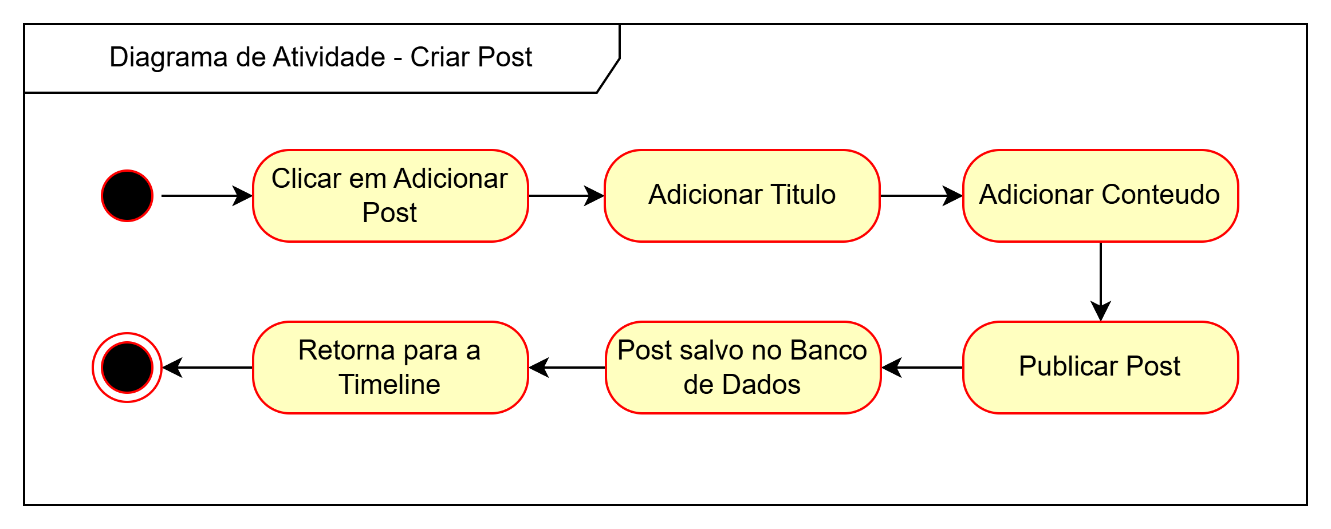 Diagrama de Atividade - Criar Post
Clicar em Adicionar
Post
Adicionar Titulo
Adicionar Conteudo
Publicar Post
Post salvo no Banco
de Dados
Retorna para a
Timeline